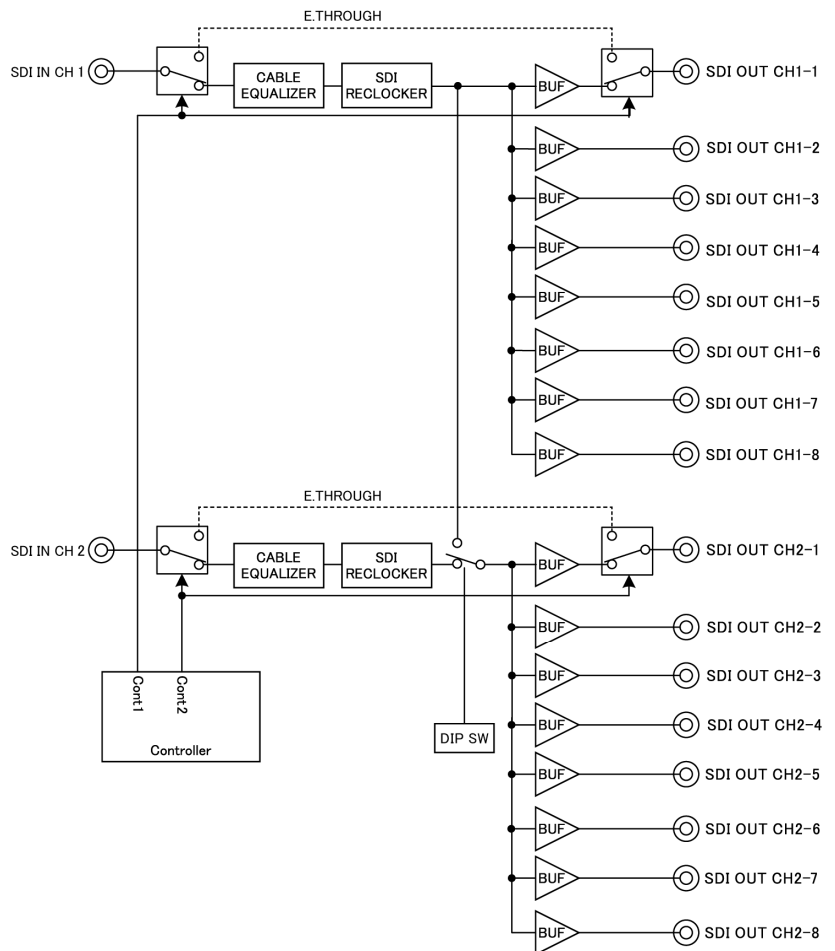 E.THROUGH
SDI IN CH 1
CABLE
EQUALIZER
SDI
RECLOCKER
BUF
SDI OUT CH1-1
BUF
SDI OUT CH1-2
BUF
SDI OUT CH1-3
BUF
SDI OUT CH1-4
BUF
SDI OUT CH1-5
BUF
SDI OUT CH1-6
BUF
SDI OUT CH1-7
BUF
SDI OUT CH1-8
E.THROUGH
SDI IN CH 2
CABLE
EQUALIZER
SDI
RECLOCKER
BUF
SDI OUT CH2-1
BUF
SDI OUT CH2-2
Cont1
Cont2
Controller
DIP SW
BUF
SDI OUT CH2-3
BUF
SDI OUT CH2-4
BUF
SDI OUT CH2-5
BUF
SDI OUT CH2-6
BUF
SDI OUT CH2-7
BUF
SDI OUT CH2-8